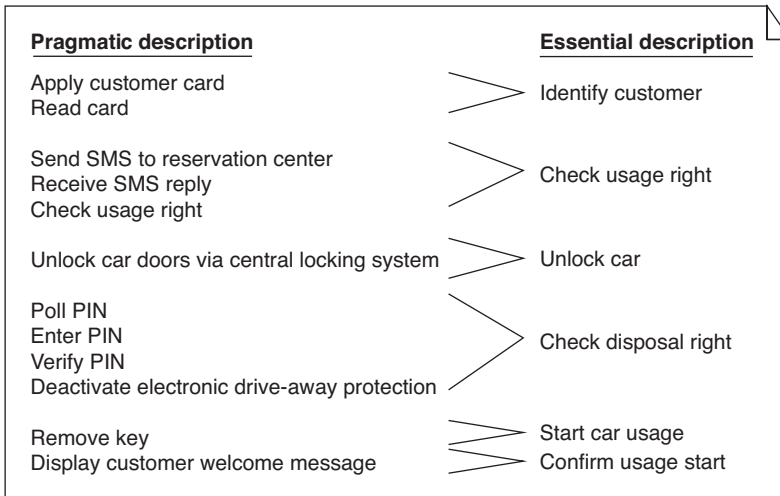 Pragmatic description
Essential description
Apply customer card
Read card
Identify customer
Send SMS to reservation center
Receive SMS reply
Check usage right
Check usage right
Unlock car doors via central locking system
Unlock car
Poll PIN
Enter PIN
Verify PIN
Deactivate electronic drive-away protection
Check disposal right
Remove key
Start car usage
Display customer welcome message
Confirm usage start